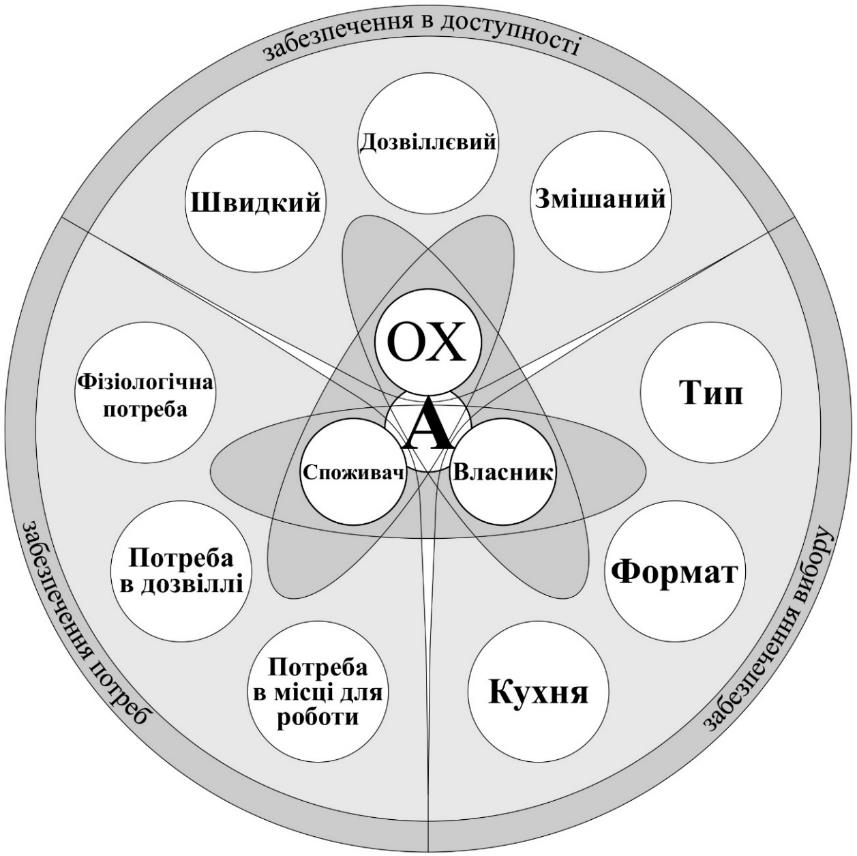 забезпечення в доступності
Дозвіллєвий
Швидкий
Змішаний
ОХ
А
Споживач
Власник
Фізіологічна
потреба
Тип
Потреба
в дозвіллі
Формат
Потреба
в місці для
роботи
Кухня
забезпечення потреб
забезпечення вибору